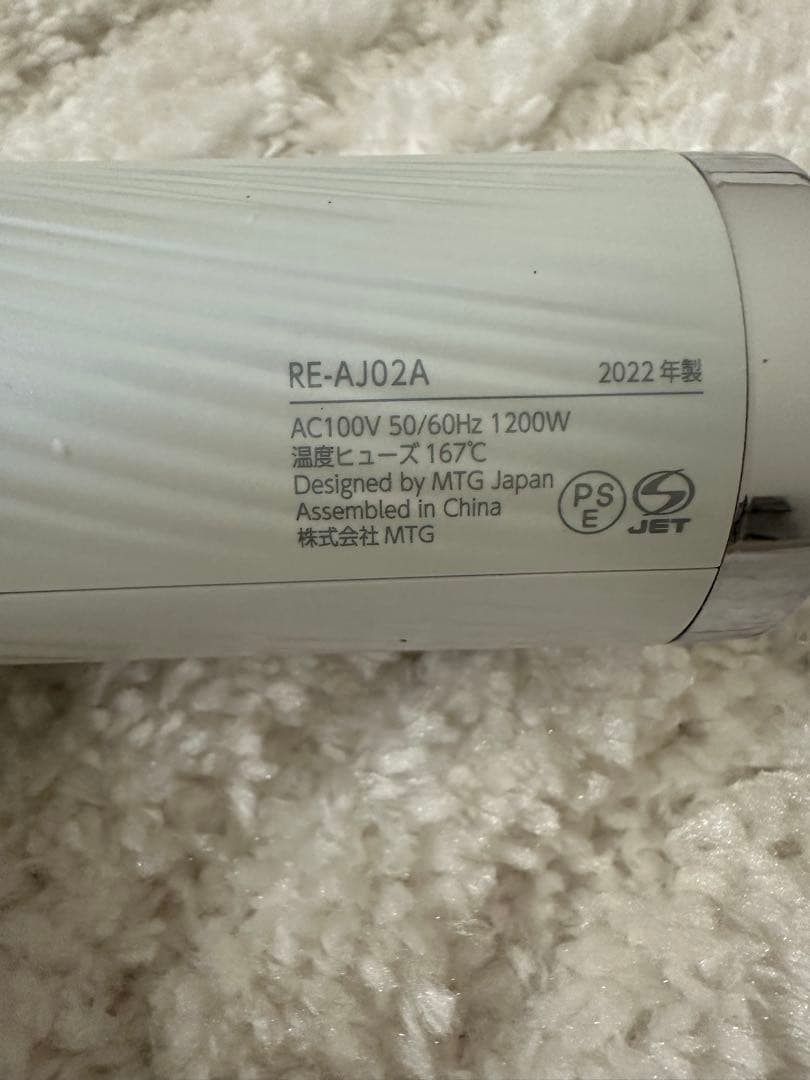 RE-AJ02A 2022年製
AC100V 50/60Hz 1200W
温度ヒューズ 167℃
Designed by MTG Japan
Assembled in China
株式会社 MTG
PS
E
JET